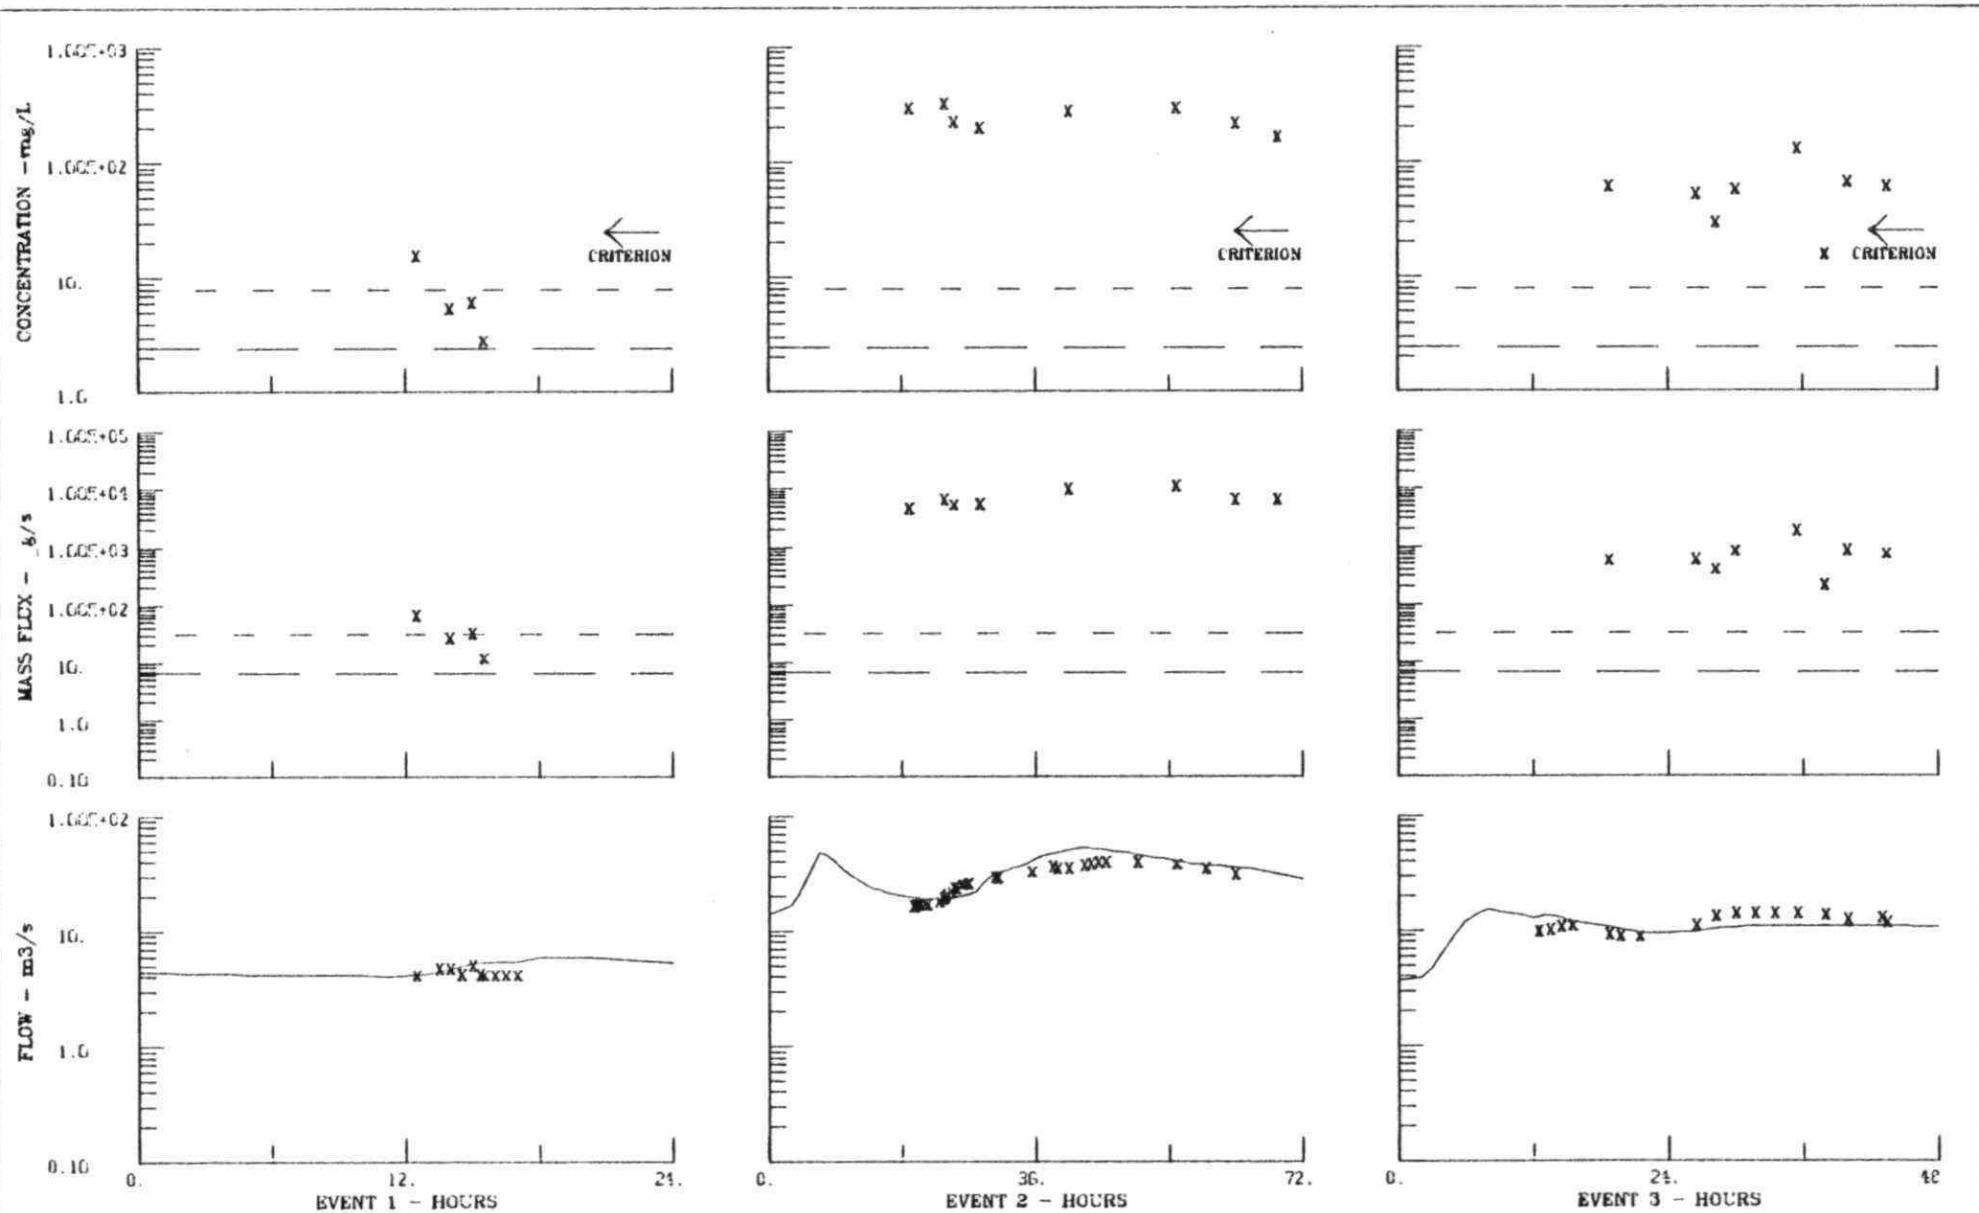 CONCENTRATION - mg/L
1.00E+03
1.00E+02
10.
1.0
CRITERION
CRITERION
CRITERION
MASS FLUX - g/s
1.00E+05
1.00E+04
1.00E+03
1.00E+02
10.
1.0
0.10
FLOW - m3/s
1.00E+02
10.
1.0
0.10
0. 12. 24.
EVENT 1 - HOURS
0. 36. 72.
EVENT 2 - HOURS
0. 24. 48
EVENT 3 - HOURS